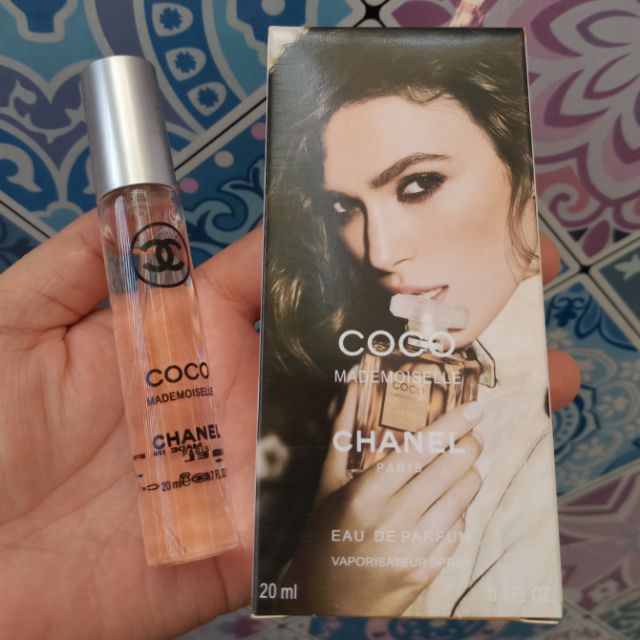 COCO
MADEMOISELLE
CHANEL
20 ml
COCO
MADEMOISELLE
COCO
CHANEL
PARIS
EAU DE PARFUM
VAPORISATEUR SPRAY
20 ml 0.7 FL.OZ